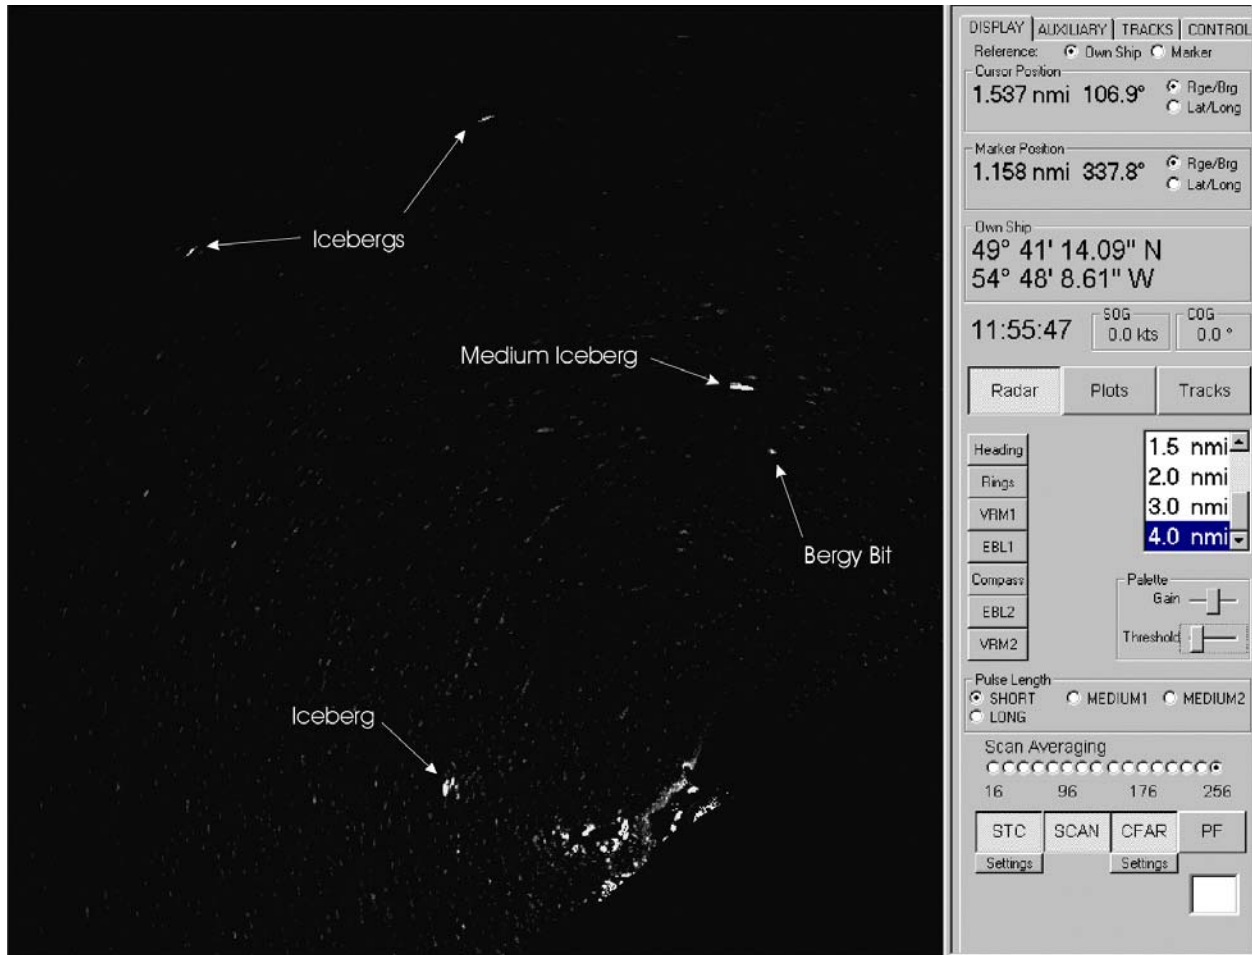 Icebergs
Medium Iceberg
Bergy Bit
Iceberg
DISPLAY AUXILIARY TRACKS CONTROL
Reference: Own Ship Marker
Cursor Position
1.537 nmi 106.9° Rge/Brg
Lat/Long
Marker Position
1.158 nmi 337.8° Rge/Brg
Lat/Long
Own Ship
49° 41' 14.09" N
54° 48' 8.61" W
11:55:47
SOG
0.0 kts
COG
0.0 °
Radar Plots Tracks
Heading
Rings
VRM1
EBL1
Compass
EBL2
VRM2
1.5 nmi
2.0 nmi
3.0 nmi
4.0 nmi
Palette
Gain
Threshold
Pulse Length
SHORT MEDIUM1 MEDIUM2
LONG
Scan Averaging
16 96 176 256
STC SCAN CFAR PF
Settings Settings